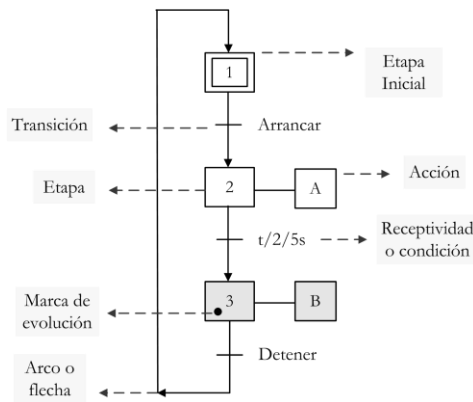 1
Etapa
Inicial
Transición
Arrancar
Acción
Etapa
2
A
t/2/5s
Receptividad
o condición
Marca de
evolución
3
B
Detener
Arco o
flecha